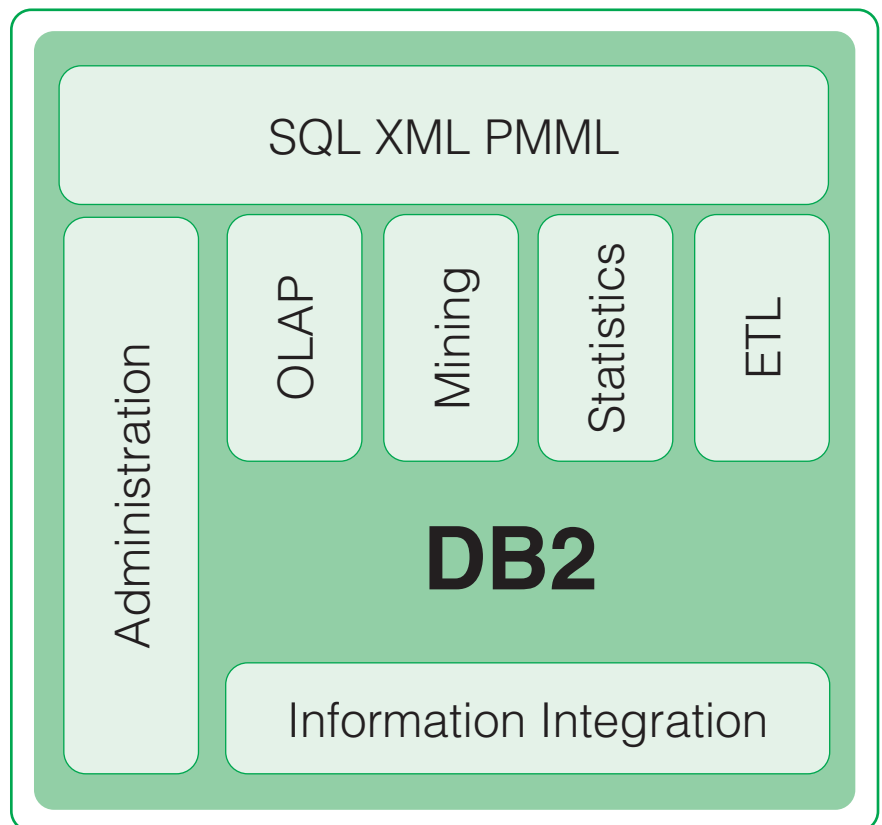 SQL XML PMML
Administration
OLAP
Mining
Statistics
ETL
DB2
Information Integration